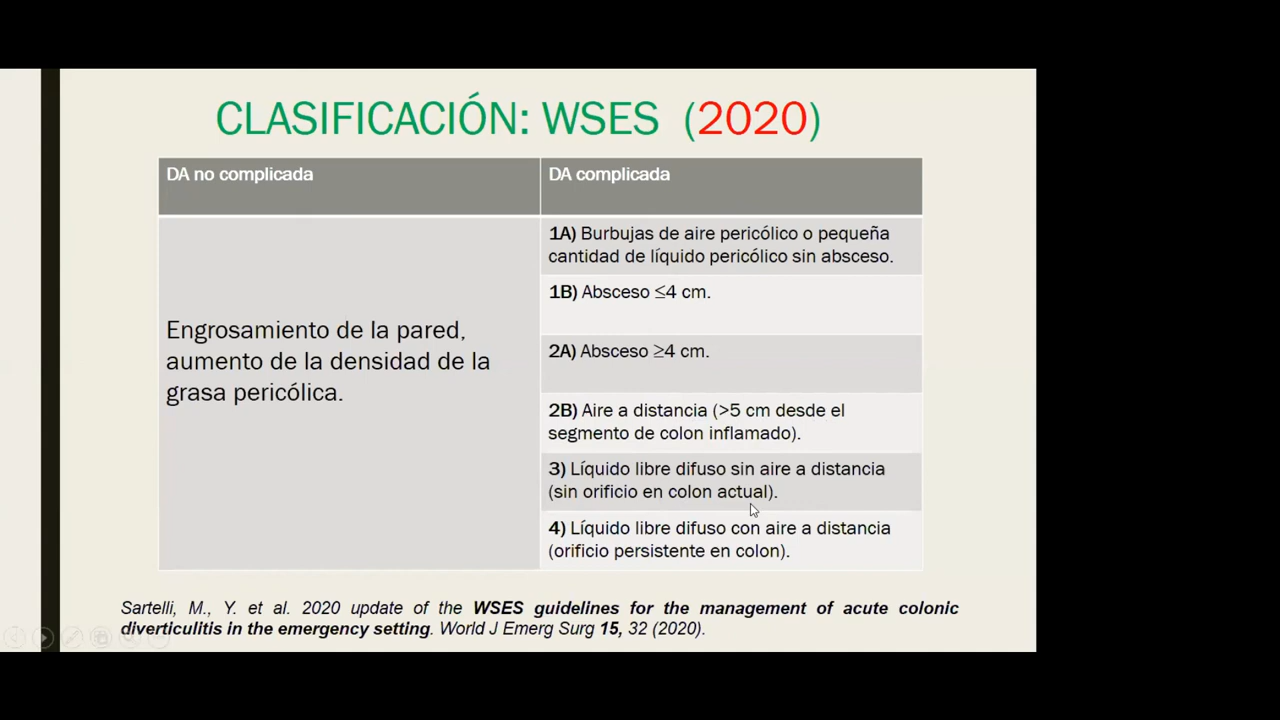 CLASIFICACIÓN: WSES (2020)
DA no complicada
DA complicada
Engrosamiento de la pared,
aumento de la densidad de la
grasa pericólica.
1A) Burbujas de aire pericólico o pequeña
cantidad de líquido pericólico sin absceso.
1B) Absceso ≤4 cm.
2A) Absceso ≥4 cm.
2B) Aire a distancia (>5 cm desde el
segmento de colon inflamado).
3) Líquido libre difuso sin aire a distancia
(sin orificio en colon actual).
4) Líquido libre difuso con aire a distancia
(orificio persistente en colon).
Sartelli, M., Y. et al. 2020 update of the WSES guidelines for the management of acute colonic
diverticulitis in the emergency setting. World J Emerg Surg 15, 32 (2020).